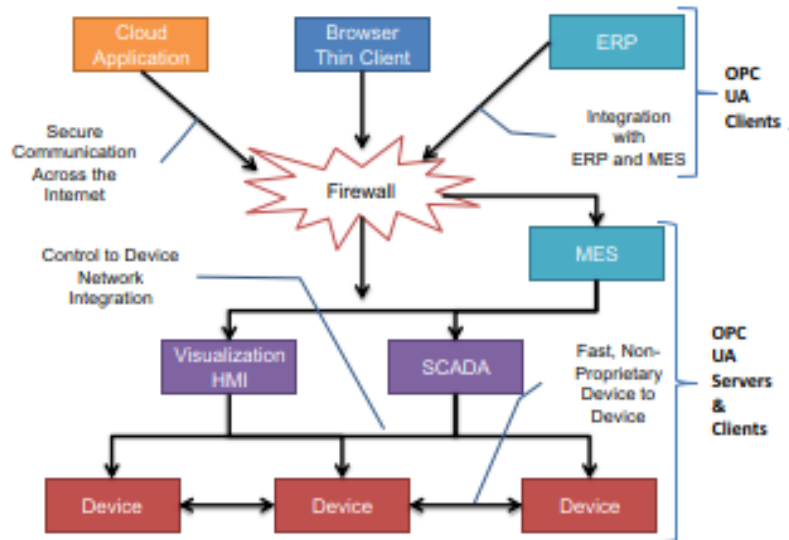 Cloud
Application
Browser
Thin Client
ERP
OPC
UA
Clients
Secure
Communication
Across the
Internet
Integration
with
ERP and MES
Firewall
Control to Device
Network
Integration
MES
Visualization
HMI
SCADA
Fast, Non-
Proprietary
Device to
Device
OPC
UA
Servers
&
Clients
Device
Device
Device